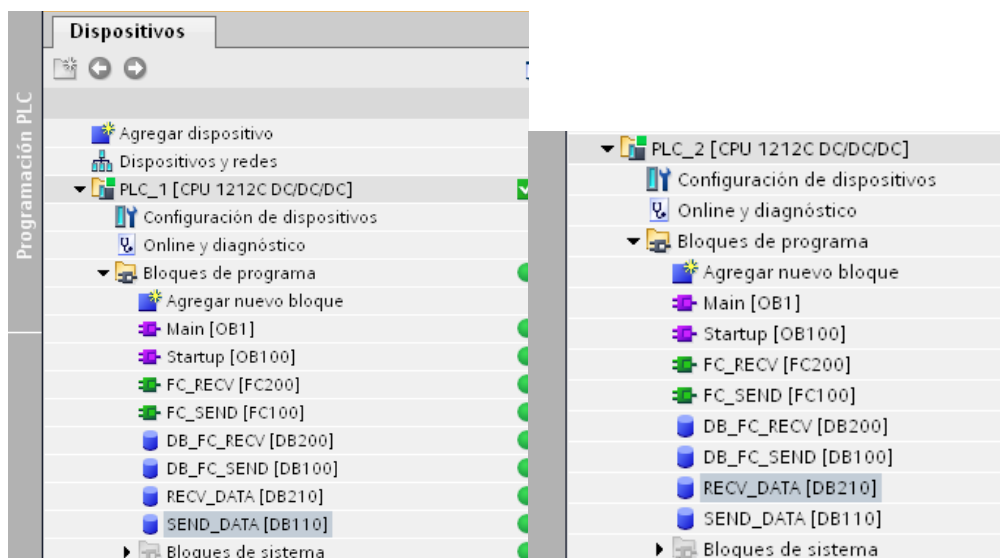 Dispositivos
Programación PLC
Agregar dispositivo
Dispositivos y redes
PLC_1 [CPU 1212C DC/DC/DC]
Configuración de dispositivos
Online y diagnóstico
Bloques de programa
Agregar nuevo bloque
Main [OB1]
Startup [OB100]
FC_RECV [FC200]
FC_SEND [FC100]
DB_FC_RECV [DB200]
DB_FC_SEND [DB100]
RECV_DATA [DB210]
SEND_DATA [DB110]
Bloques de sistema
PLC_2 [CPU 1212C DC/DC/DC]
Configuración de dispositivos
Online y diagnóstico
Bloques de programa
Agregar nuevo bloque
Main [OB1]
Startup [OB100]
FC_RECV [FC200]
FC_SEND [FC100]
DB_FC_RECV [DB200]
DB_FC_SEND [DB100]
RECV_DATA [DB210]
SEND_DATA [DB110]
Bloques de sistema